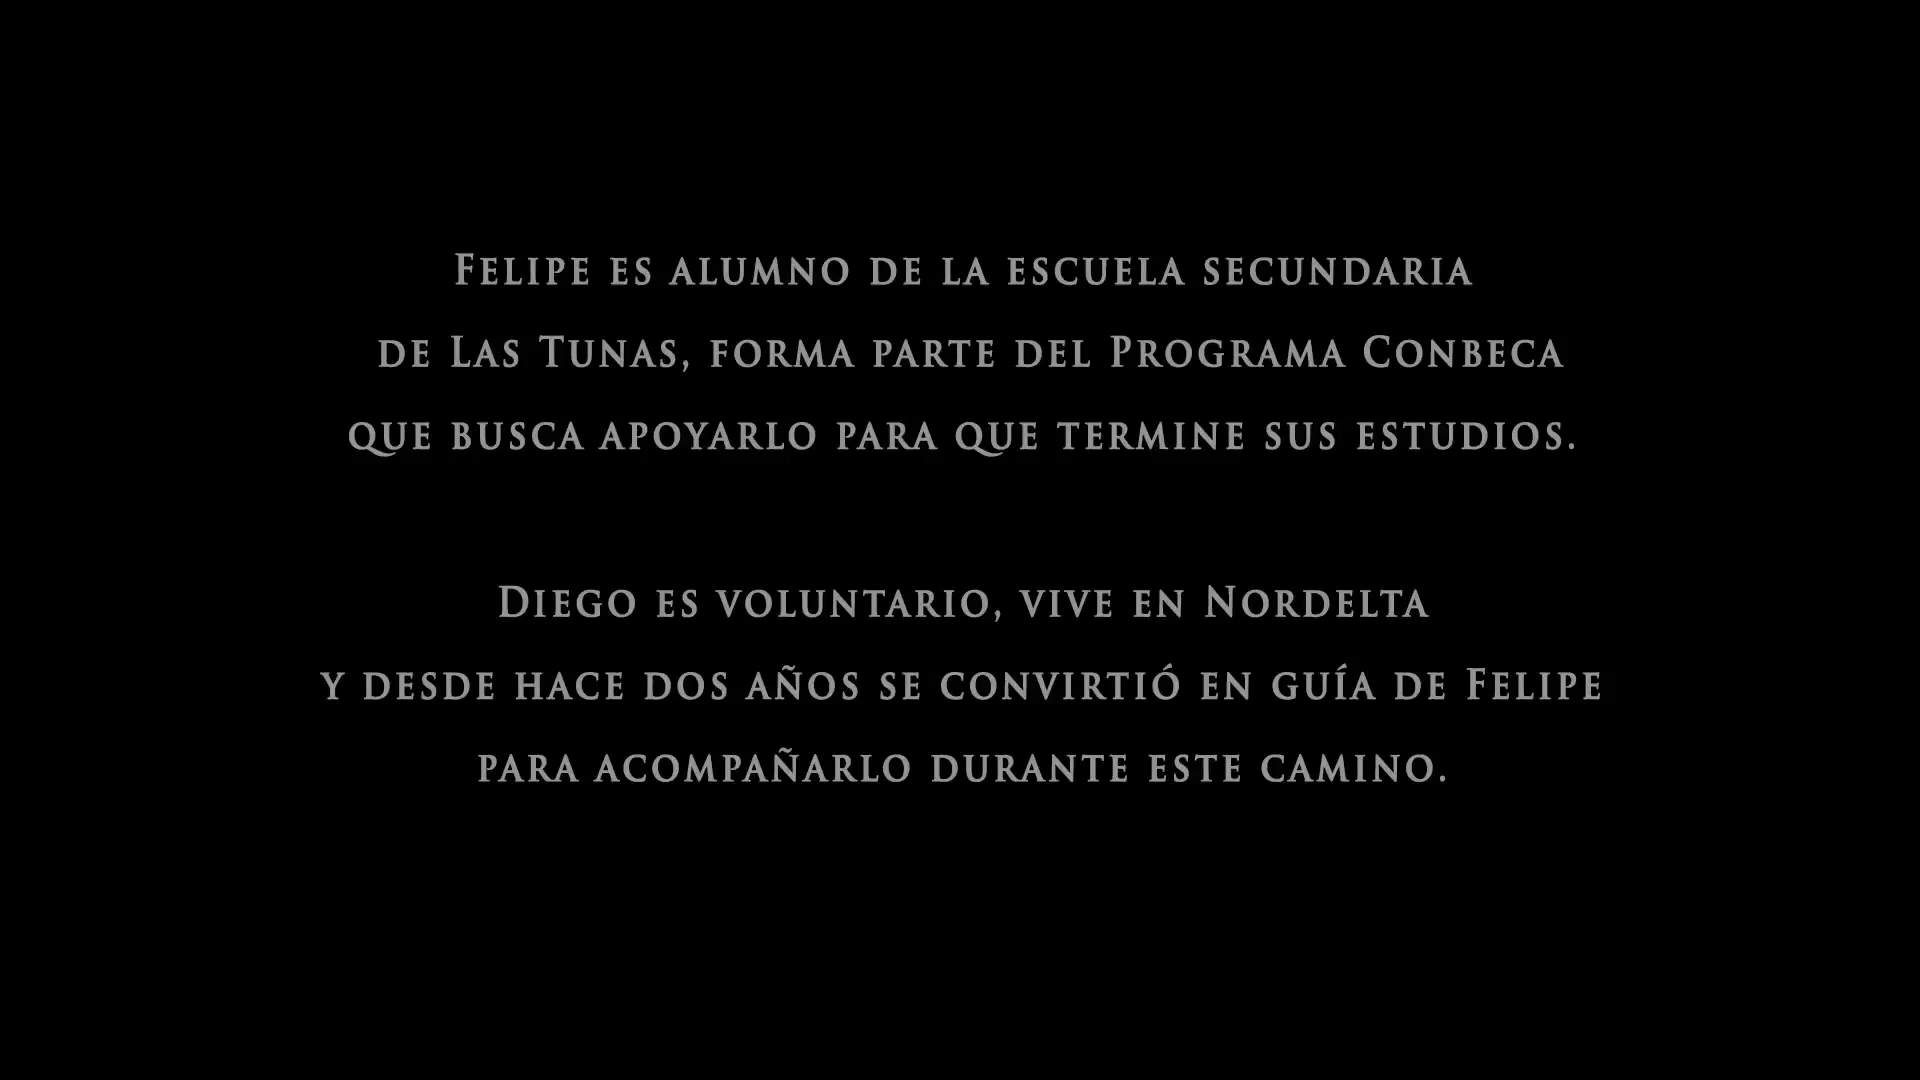 Felipe es alumno de la escuela secundaria
de Las Tunas, forma parte del Programa Conbeca
que busca apoyarlo para que termine sus estudios.
Diego es voluntario, vive en Nordelta
y desde hace dos años se convirtió en guía de Felipe
para acompañarlo durante este camino.